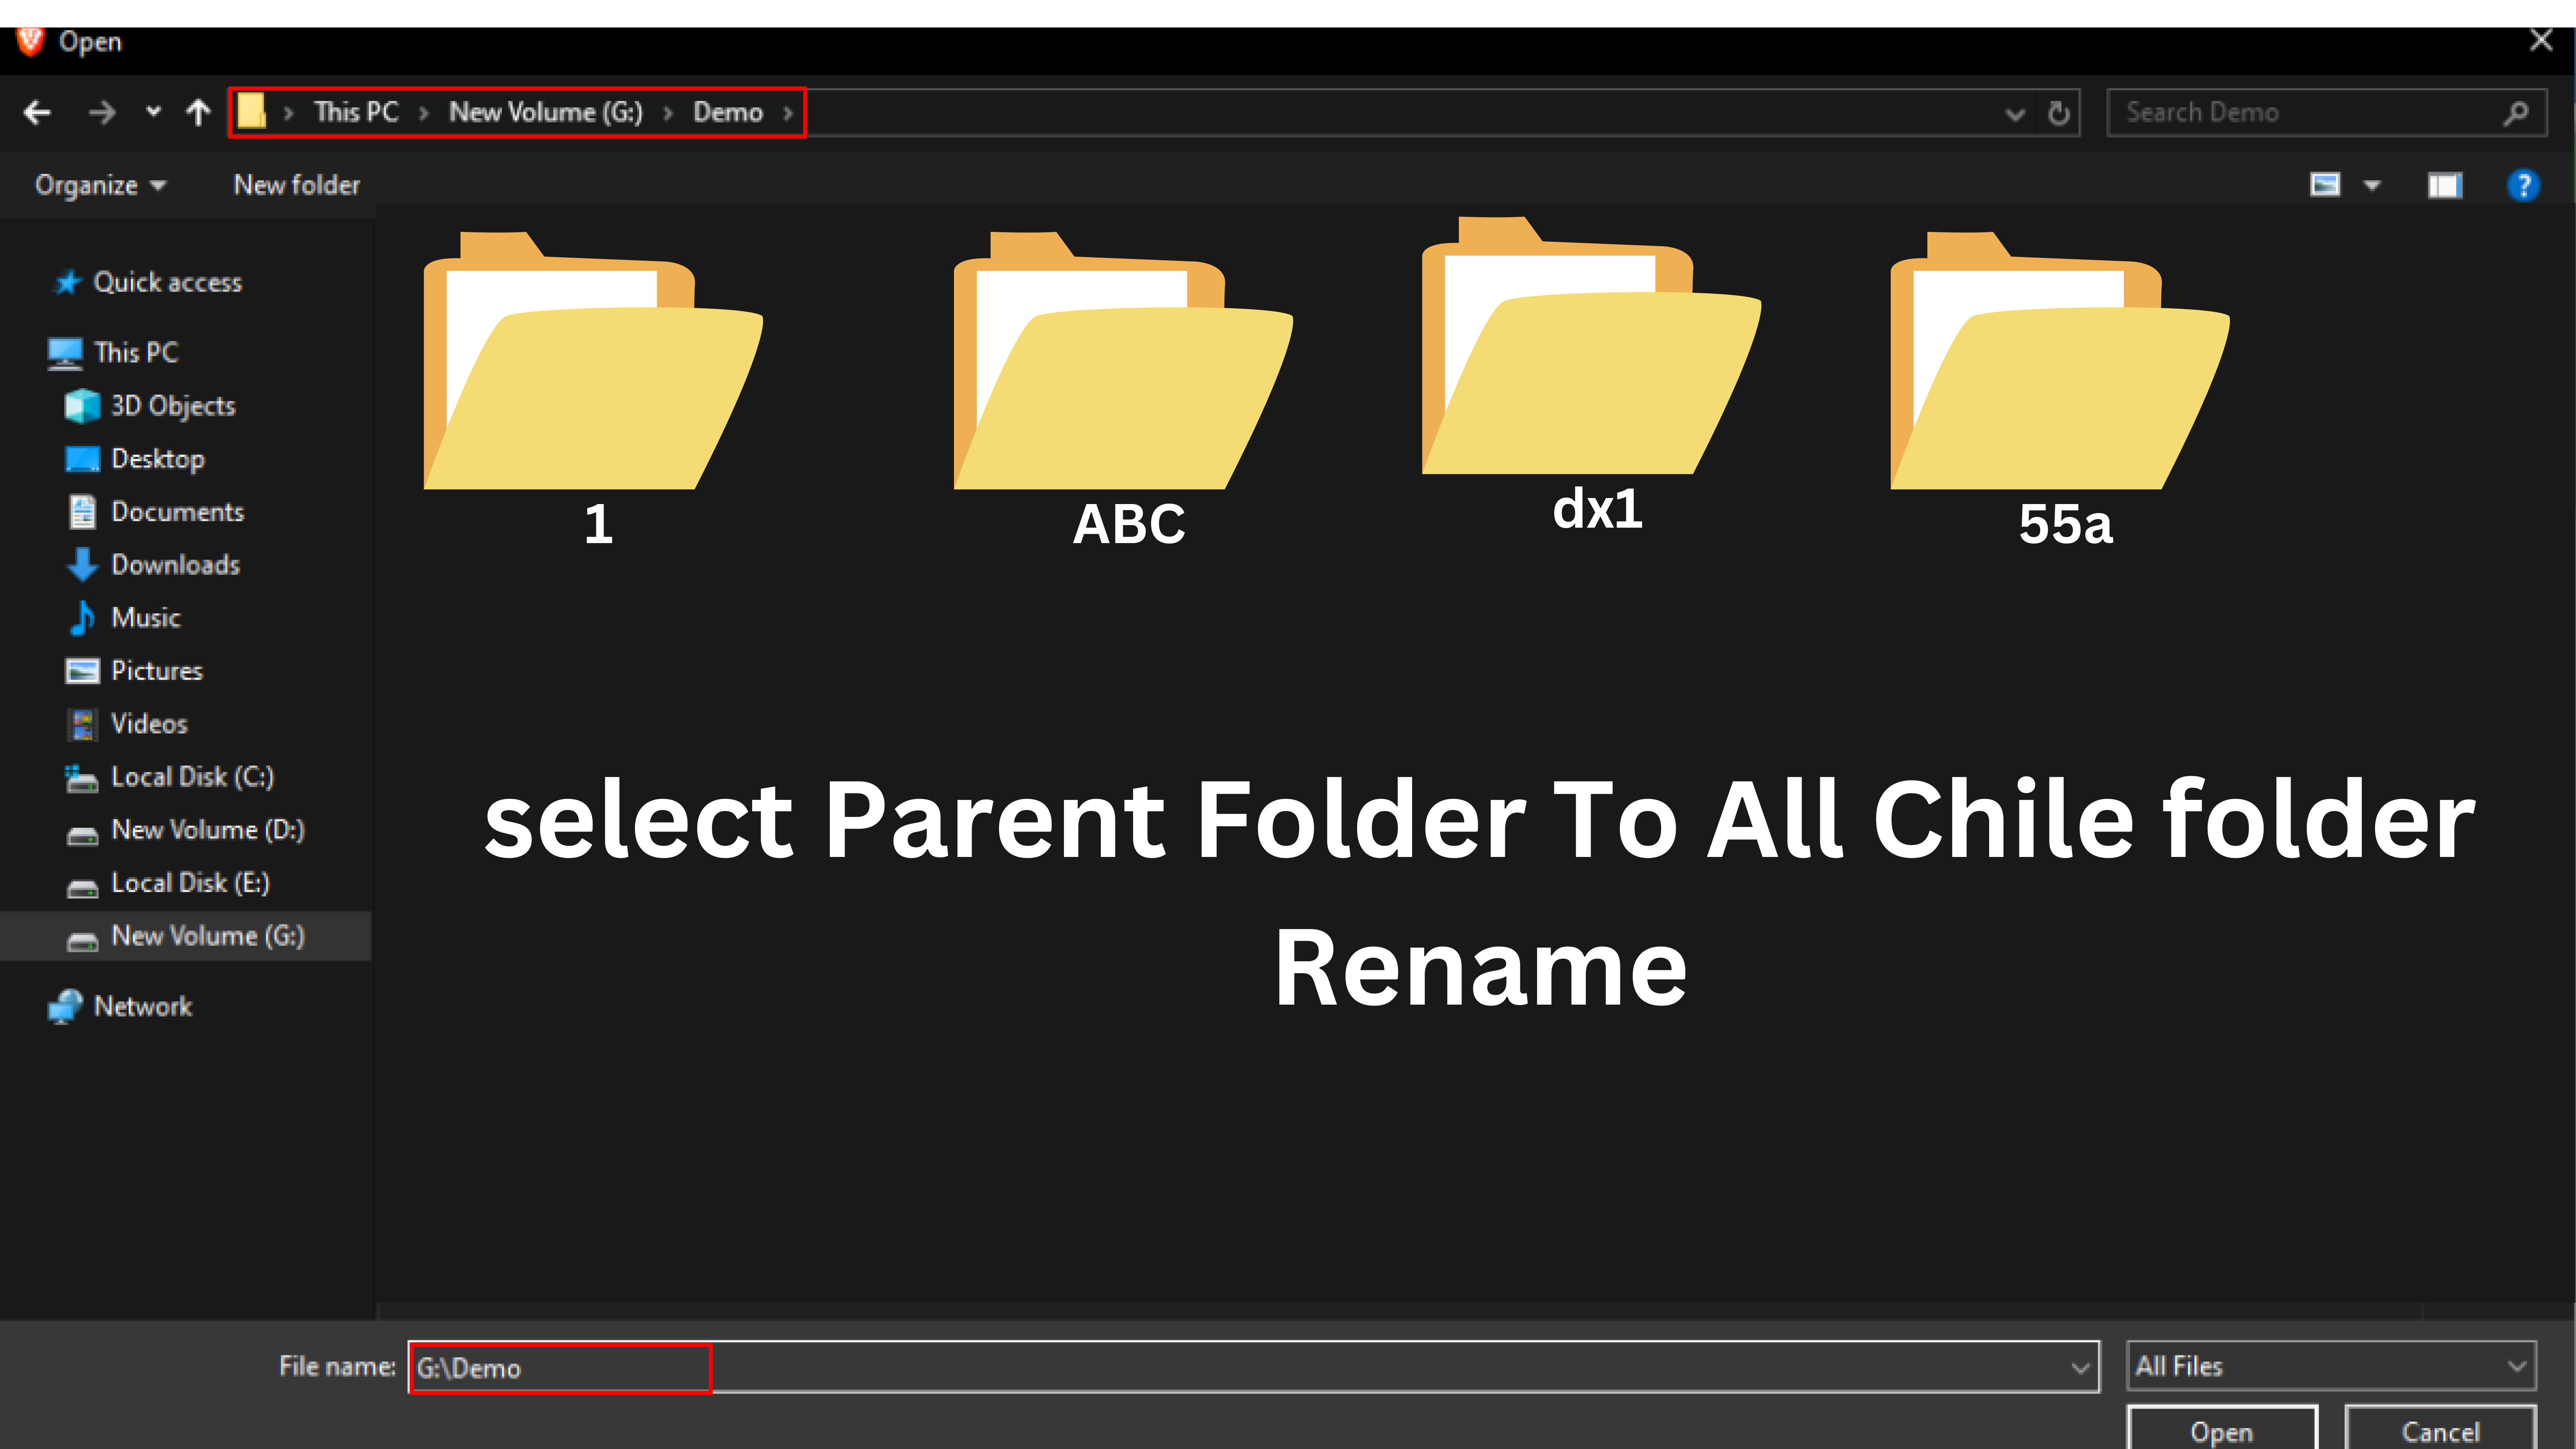 Open
This PC > New Volume (G:) > Demo >
Search Demo
Organize
New folder
Quick access
This PC
3D Objects
Desktop
Documents
Downloads
Music
Pictures
Videos
Local Disk (C:)
New Volume (D:)
Local Disk (E:)
New Volume (G:)
Network
1
ABC
dx1
55a
select Parent Folder To All Chile folder
Rename
File name: G:\Demo
All Files
Open
Cancel